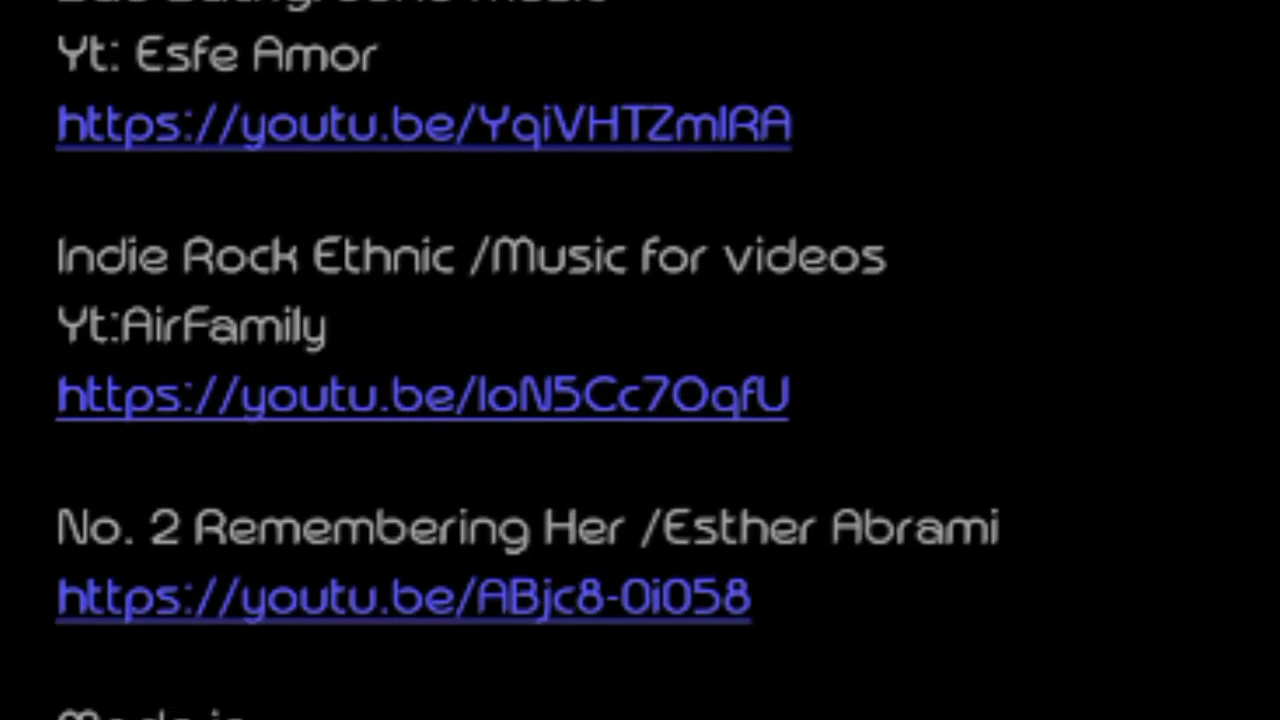 Yt: Esfe Amor
https://youtu.be/YqiVHTZmlRA
Indie Rock Ethnic /Music for videos
Yt:AirFamily
https://youtu.be/IoN5Cc7OqfU
No. 2 Remembering Her /Esther Abrami
https://youtu.be/ABjc8-0i058